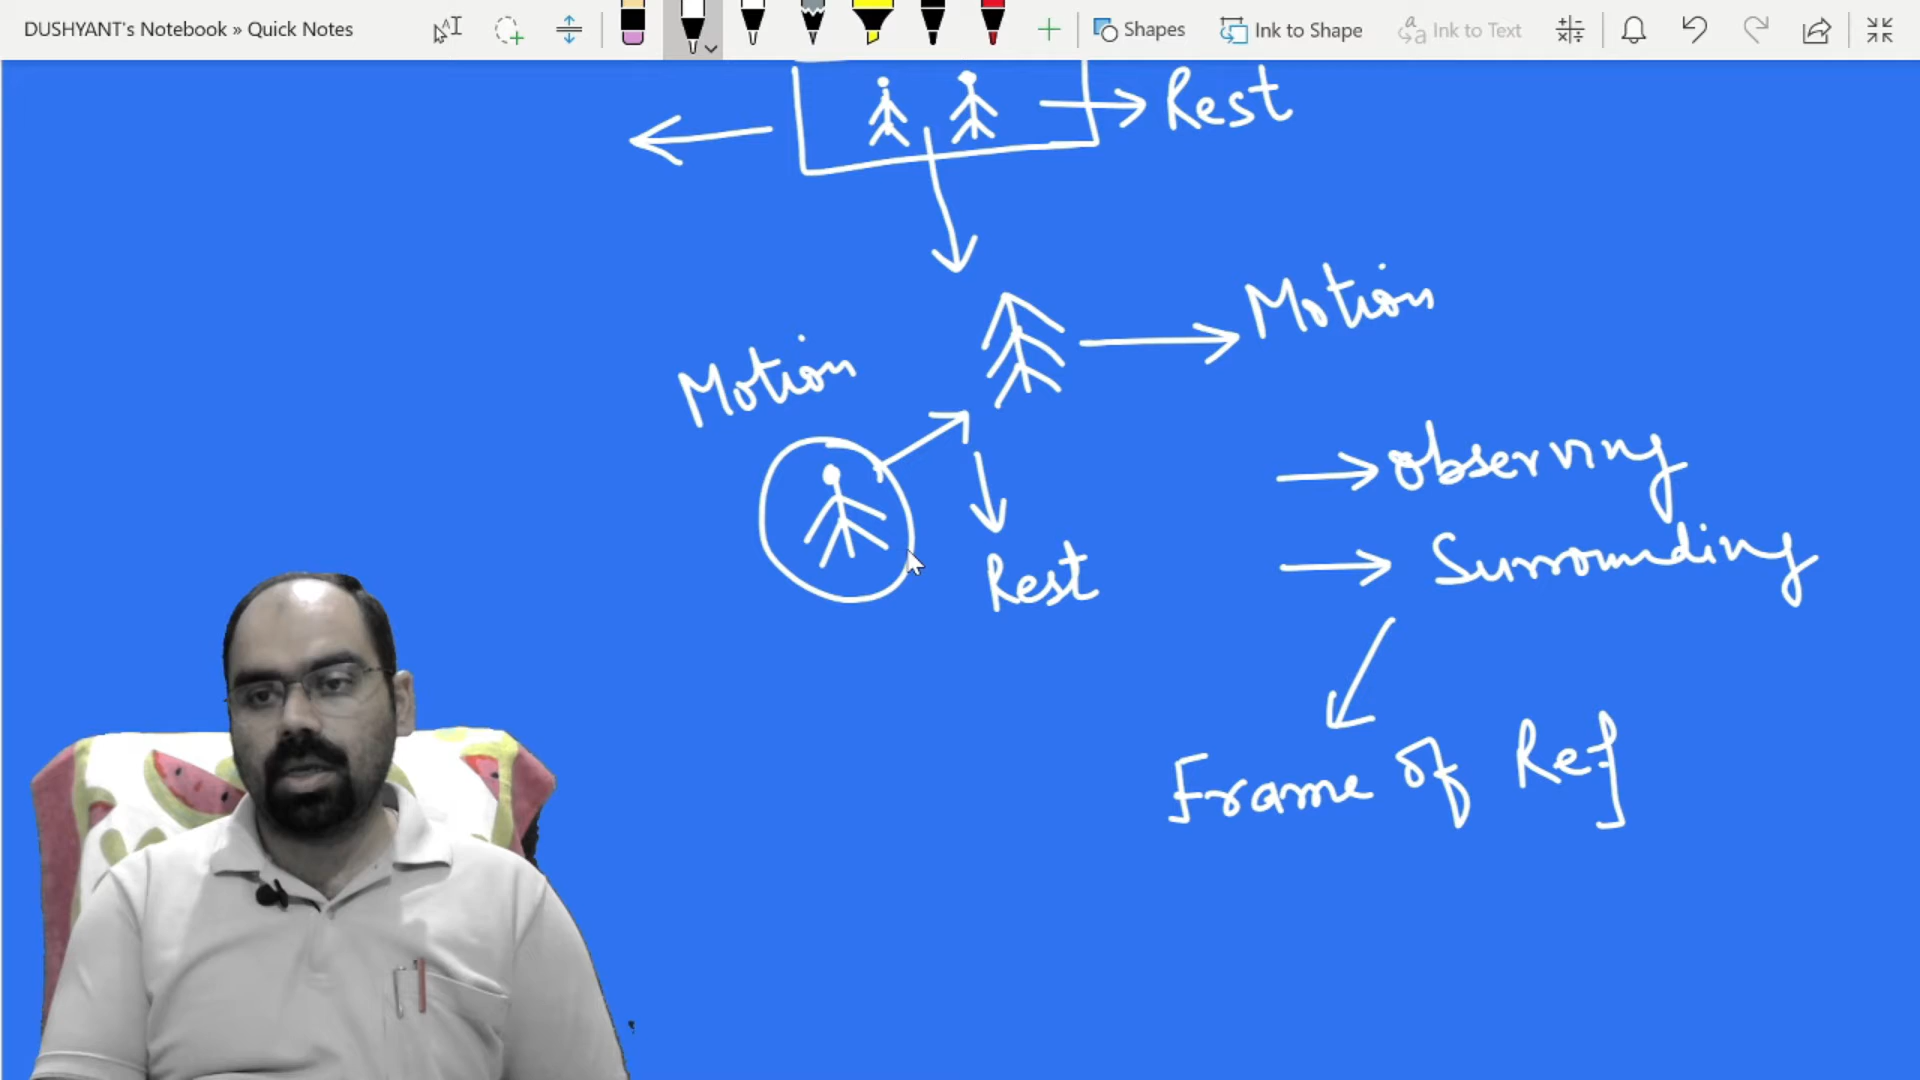 DUSHYANT's Notebook » Quick Notes
Shapes
Ink to Shape
Ink to Text
Rest
Motion
Motion
Observing
Rest
Surrounding
Frame of Ref